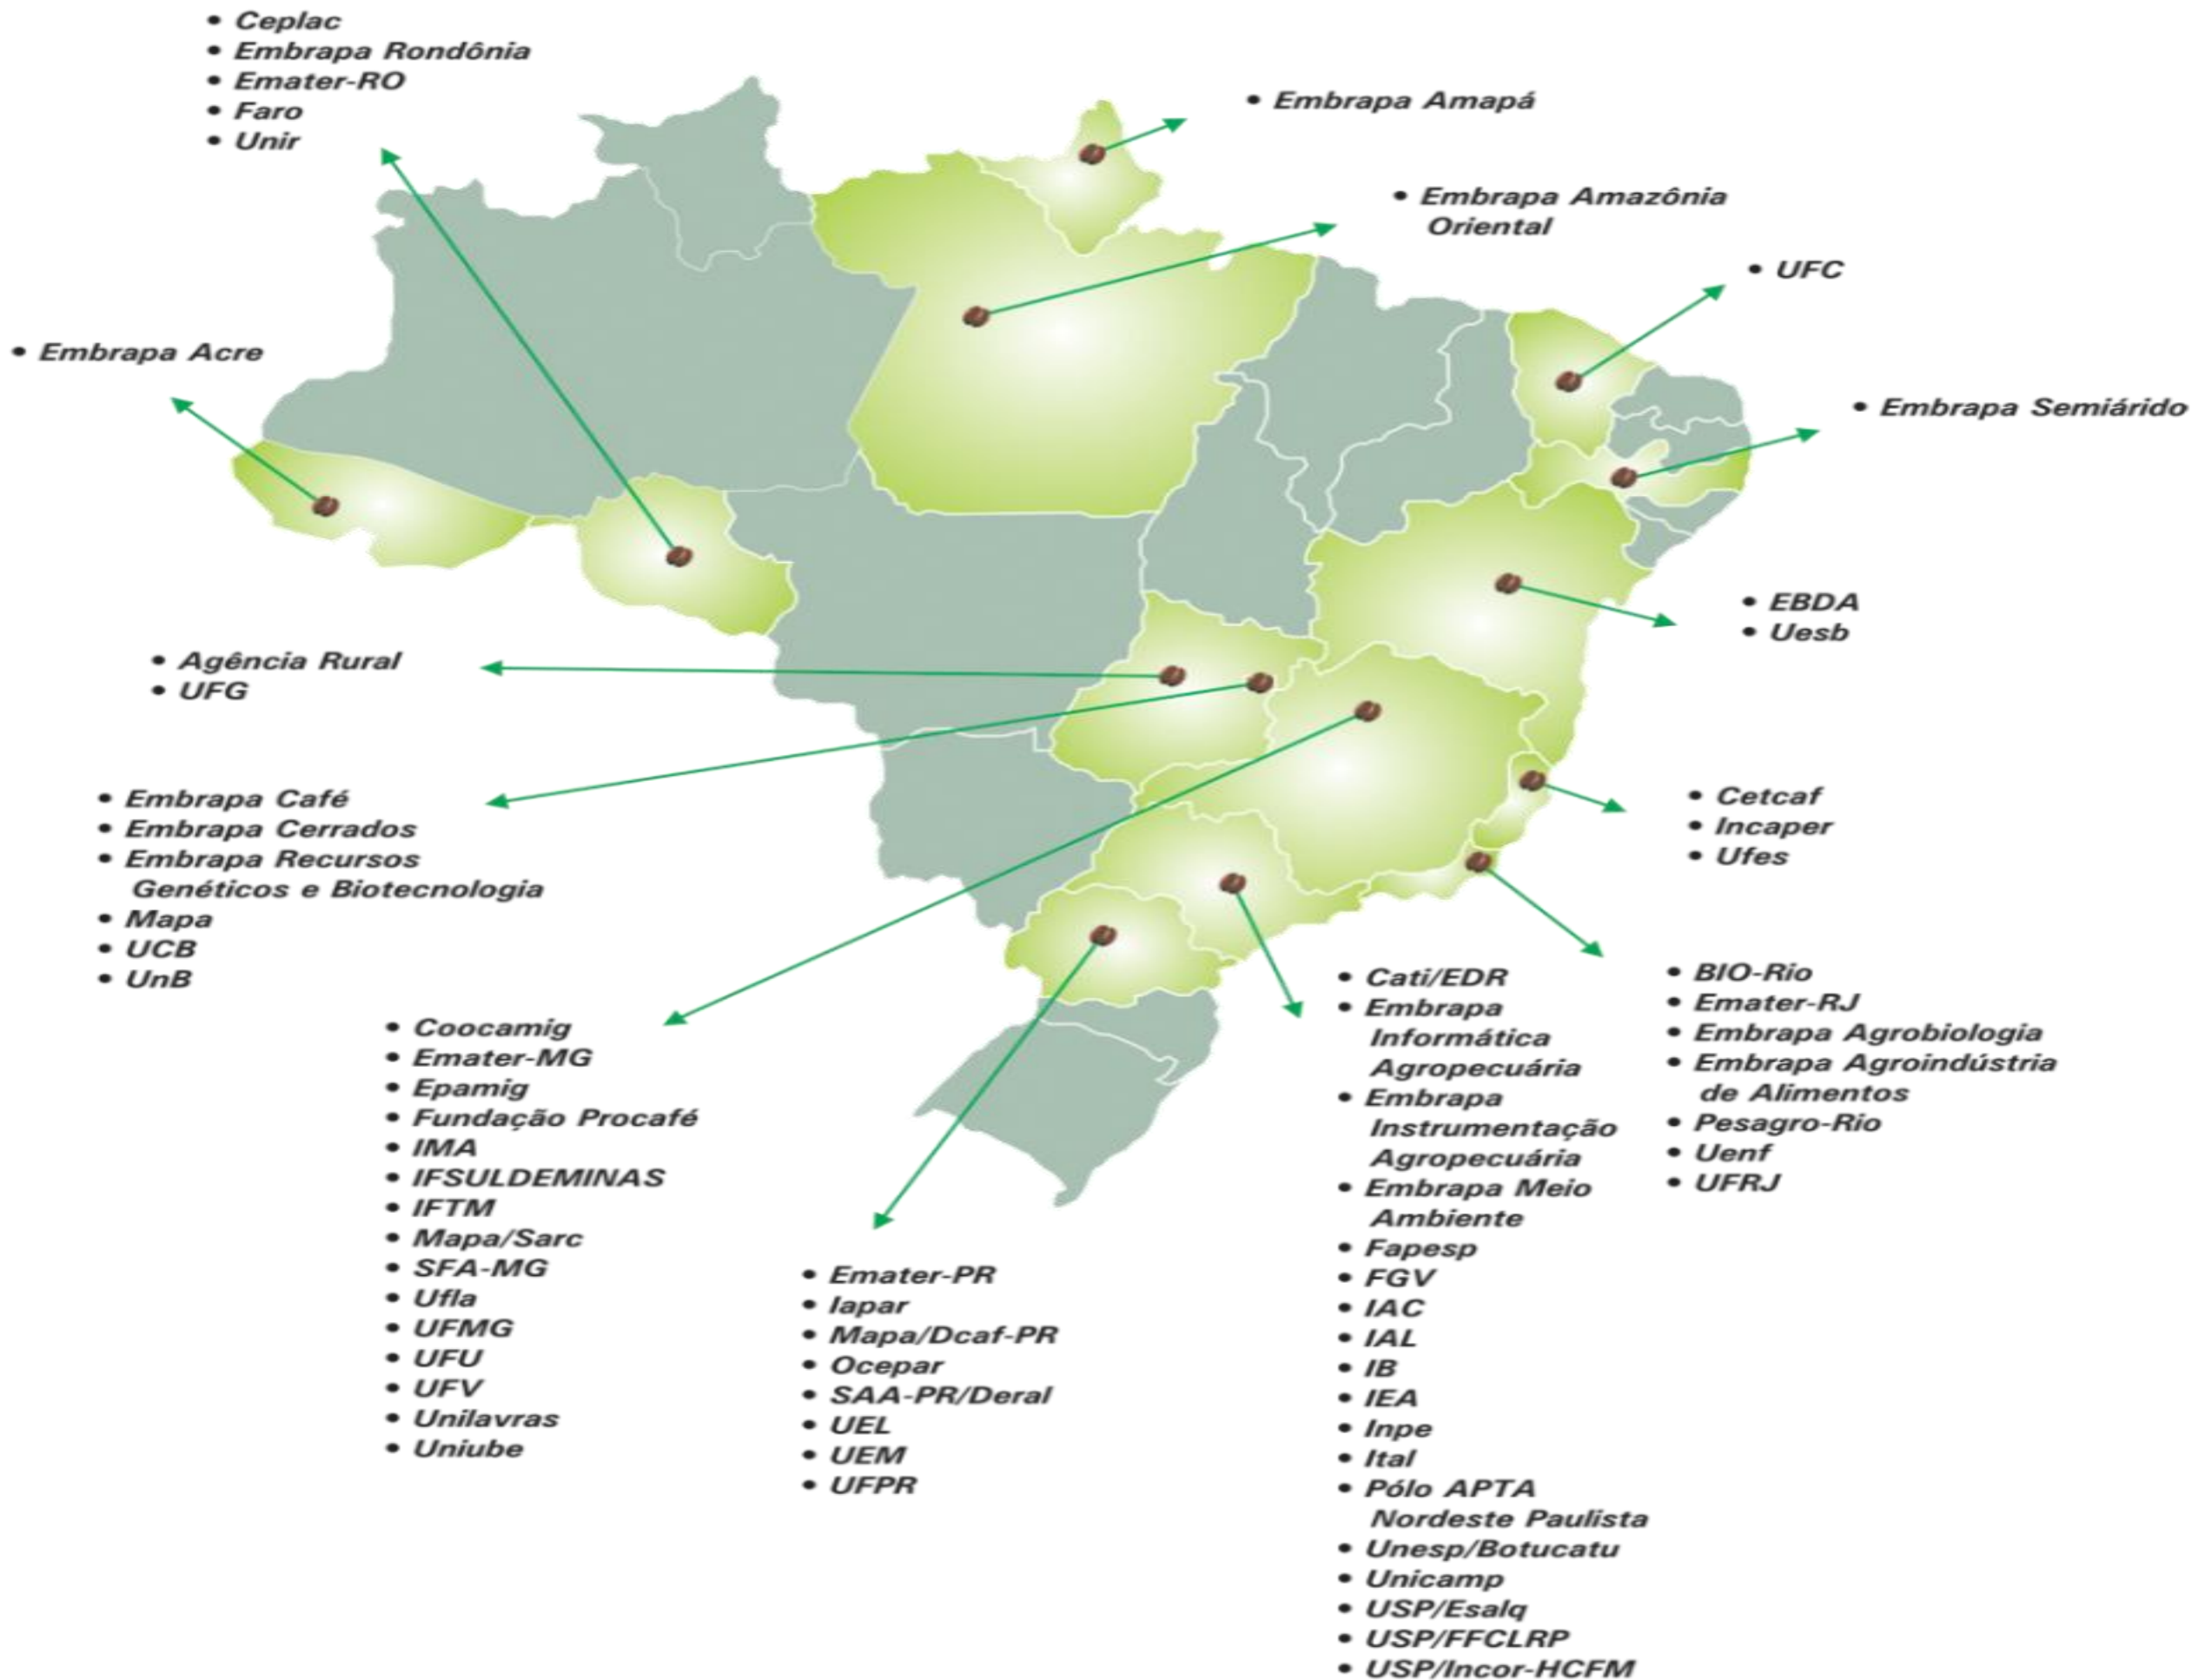 • Ceplac
• Embrapa Rondônia
• Emater-RO
• Faro
• Unir
• Embrapa Amapá
• Embrapa Amazônia
Oriental
• UFC
• Embrapa Acre
• Embrapa Semiárido
• EBDA
• Uesb
• Agência Rural
• UFG
• Embrapa Café
• Embrapa Cerrados
• Embrapa Recursos
Genéticos e Biotecnologia
• Mapa
• UCB
• UnB
• Cetcaf
• Incaper
• Ufes
• Coocamig
• Emater-MG
• Epamig
• Fundação Procafé
• IMA
• IFSULDEMINAS
• IFTM
• Mapa/Sarc
• SFA-MG
• Ufla
• UFMG
• UFU
• UFV
• Unilavras
• Uniube
• Emater-PR
• Iapar
• Mapa/Dcaf-PR
• Ocepar
• SAA-PR/Deral
• UEL
• UEM
• UFPR
• Cati/EDR
• Embrapa
Informática
Agropecuária
• Embrapa
Instrumentação
Agropecuária
• Embrapa Meio
Ambiente
• Fapesp
• FGV
• IAC
• IAL
• IB
• IEA
• Inpe
• Ital
• Pólo APTA
Nordeste Paulista
• Unesp/Botucatu
• Unicamp
• USP/Esalq
• USP/FFCLRP
• USP/Incor-HCFM
• BIO-Rio
• Emater-RJ
• Embrapa Agrobiologia
• Embrapa Agroindústria
de Alimentos
• Pesagro-Rio
• Uenf
• UFRJ